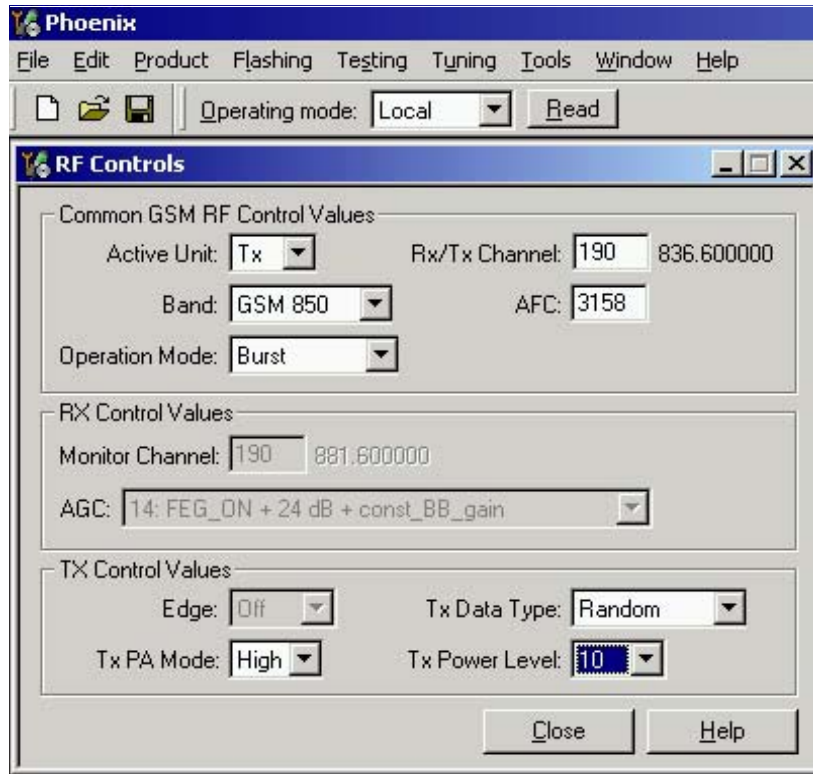 Phoenix
File Edit Product Flashing Testing Tuning Tools Window Help
Operating mode: Local Read
RF Controls
Common GSM RF Control Values
Active Unit: Tx Rx/Tx Channel: 190 836.600000
Band: GSM 850 AFC: 3158
Operation Mode: Burst
RX Control Values
Monitor Channel: 190 881.600000
AGC: 14: FEG_ON + 24 dB + const_BB_gain
TX Control Values
Edge: Off Tx Data Type: Random
Tx PA Mode: High Tx Power Level: 10
Close Help